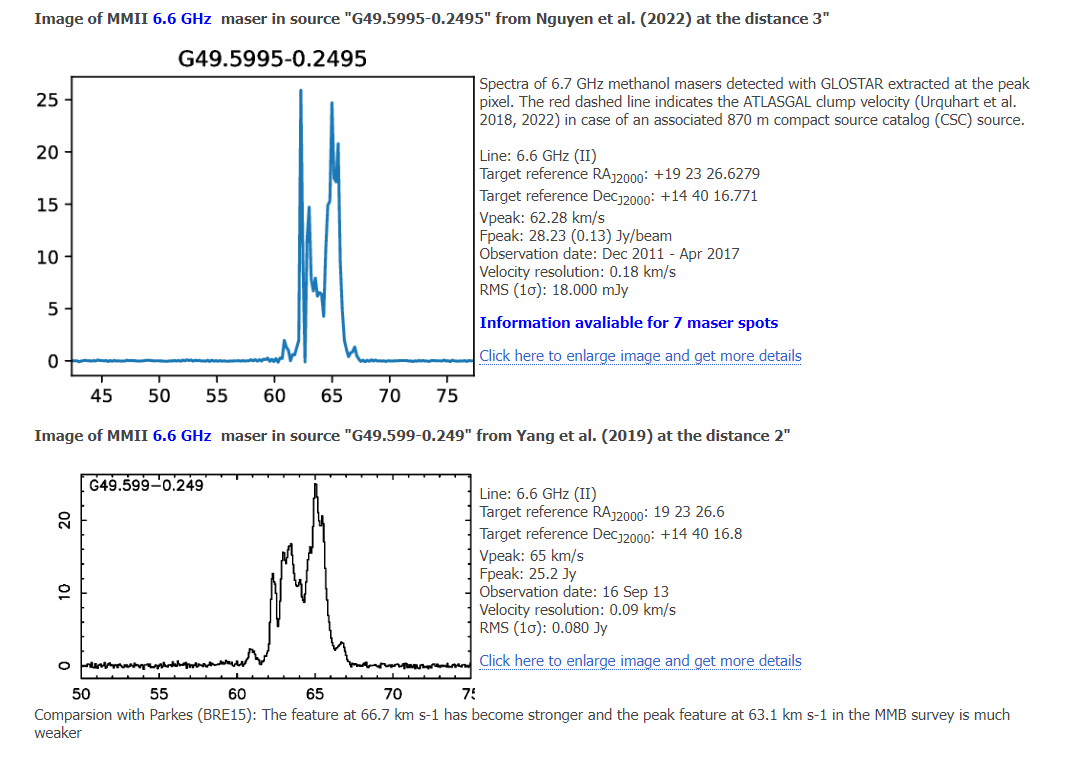 Image of MMII 6.6 GHz maser in source "G49.5995-0.2495" from Nguyen et al. (2022) at the distance 3"
G49.5995-0.2495
25
20
15
10
5
0
45 50 55 60 65 70 75
Spectra of 6.7 GHz methanol masers detected with GLOSTAR extracted at the peak
pixel. The red dashed line indicates the ATLASGAL clump velocity (Urquhart et al.
2018, 2022) in case of an associated 870 m compact source catalog (CSC) source.
Line: 6.6 GHz (II)
Target reference RAJ2000: +19 23 26.6279
Target reference DecJ2000: +14 40 16.771
Vpeak: 62.28 km/s
Fpeak: 28.23 (0.13) Jy/beam
Observation date: Dec 2011 - Apr 2017
Velocity resolution: 0.18 km/s
RMS (1σ): 18.000 mJy
Information avaliable for 7 maser spots
Click here to enlarge image and get more details
Image of MMII 6.6 GHz maser in source "G49.599-0.249" from Yang et al. (2019) at the distance 2"
G49.599−0.249
20
10
0
50 55 60 65 70 75
Line: 6.6 GHz (II)
Target reference RAJ2000: 19 23 26.6
Target reference DecJ2000: +14 40 16.8
Vpeak: 65 km/s
Fpeak: 25.2 Jy
Observation date: 16 Sep 13
Velocity resolution: 0.09 km/s
RMS (1σ): 0.080 Jy
Click here to enlarge image and get more details
Comparsion with Parkes (BRE15): The feature at 66.7 km s-1 has become stronger and the peak feature at 63.1 km s-1 in the MMB survey is much
weaker